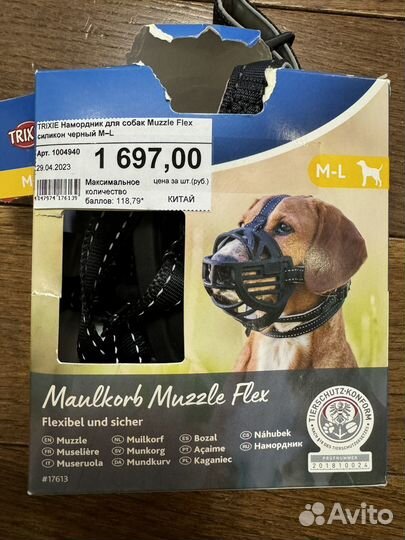 TRIXIE
TRIXIE Намордник для собак Muzzle Flex
силикон черный M–L
Арт. 1004940
29.04.2023
1 697,00
Максимальное
количество
баллов: 118,79*
цена за шт.(руб.)
КИТАЙ
4047974 176139
M-L
Maulkorb Muzzle Flex
Flexibel und sicher
EN Muzzle
NL Muilkorf
ES Bozal
CS Náhubek
FR Muselière
SV Munkorg
PT Açaime
RU Намордник
IT Museruola
DA Mundkurv
PL Kaganiec
#17613
TIERSCHUTZ-KONFORM
PRÜFNUMMER
201810024
Avito